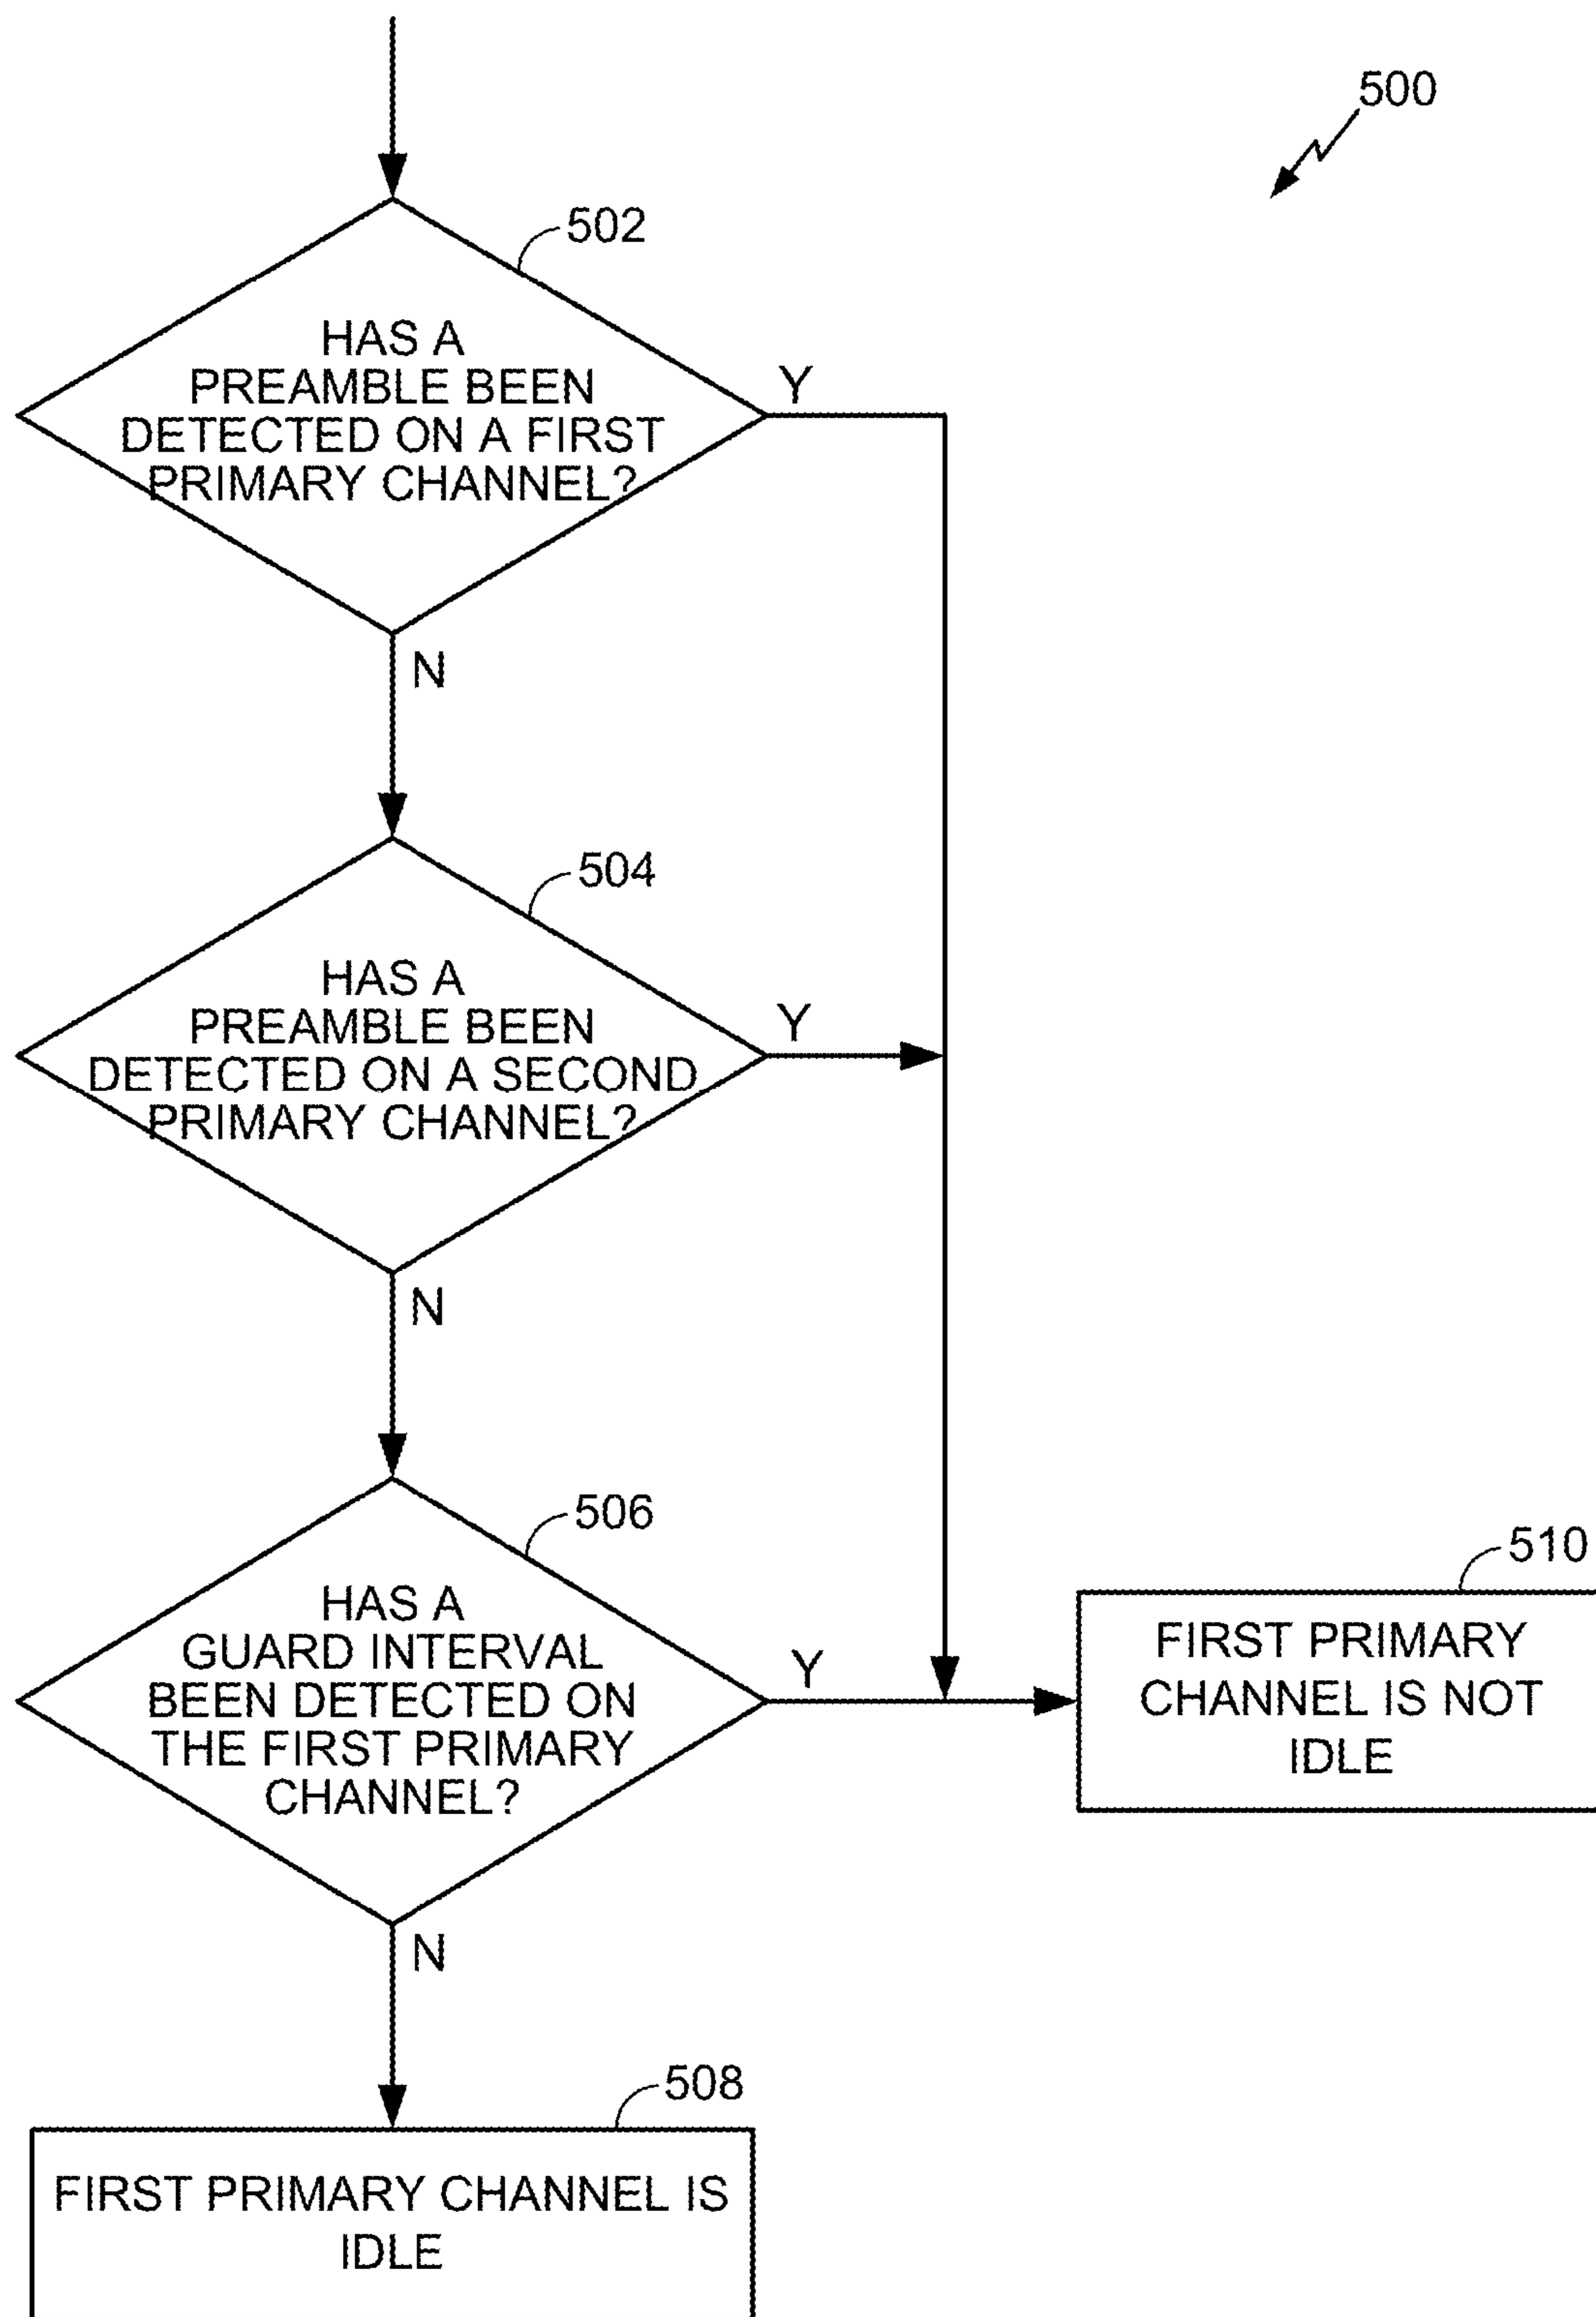 500
502
HAS A
PREAMBLE BEEN
DETECTED ON A FIRST
PRIMARY CHANNEL?
Y
N
504
HAS A
PREAMBLE BEEN
DETECTED ON A SECOND
PRIMARY CHANNEL?
Y
N
506
HAS A
GUARD INTERVAL
BEEN DETECTED ON
THE FIRST PRIMARY
CHANNEL?
Y
510
FIRST PRIMARY
CHANNEL IS NOT
IDLE
N
508
FIRST PRIMARY CHANNEL IS
IDLE